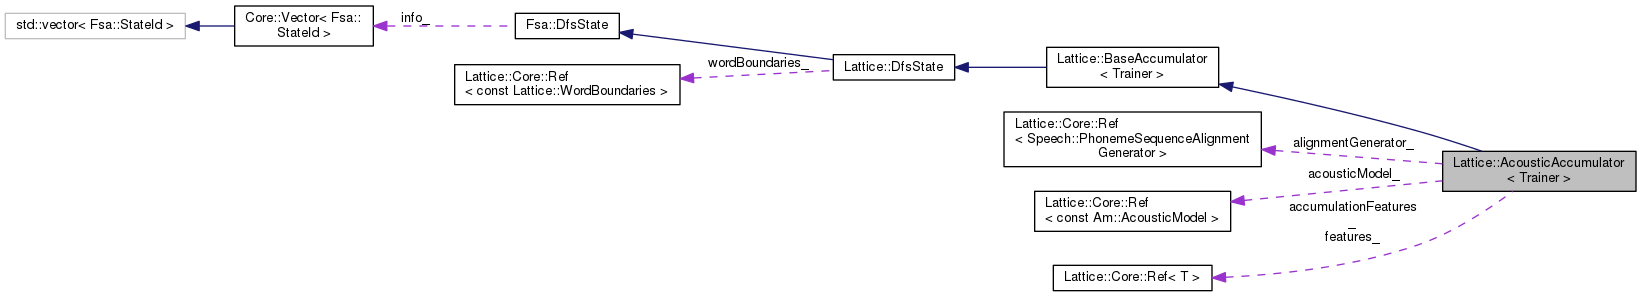 std::vector< Fsa::StateId >
Core::Vector< Fsa::
StateId >
info_
Fsa::DfsState
Lattice::Core::Ref
< const Lattice::WordBoundaries >
wordBoundaries_
Lattice::DfsState
Lattice::BaseAccumulator
< Trainer >
Lattice::Core::Ref
< Speech::PhonemeSequenceAlignment
Generator >
alignmentGenerator_
Lattice::AcousticAccumulator
< Trainer >
acousticModel_
Lattice::Core::Ref
< const Am::AcousticModel >
accumulationFeatures
_
features_
Lattice::Core::Ref< T >